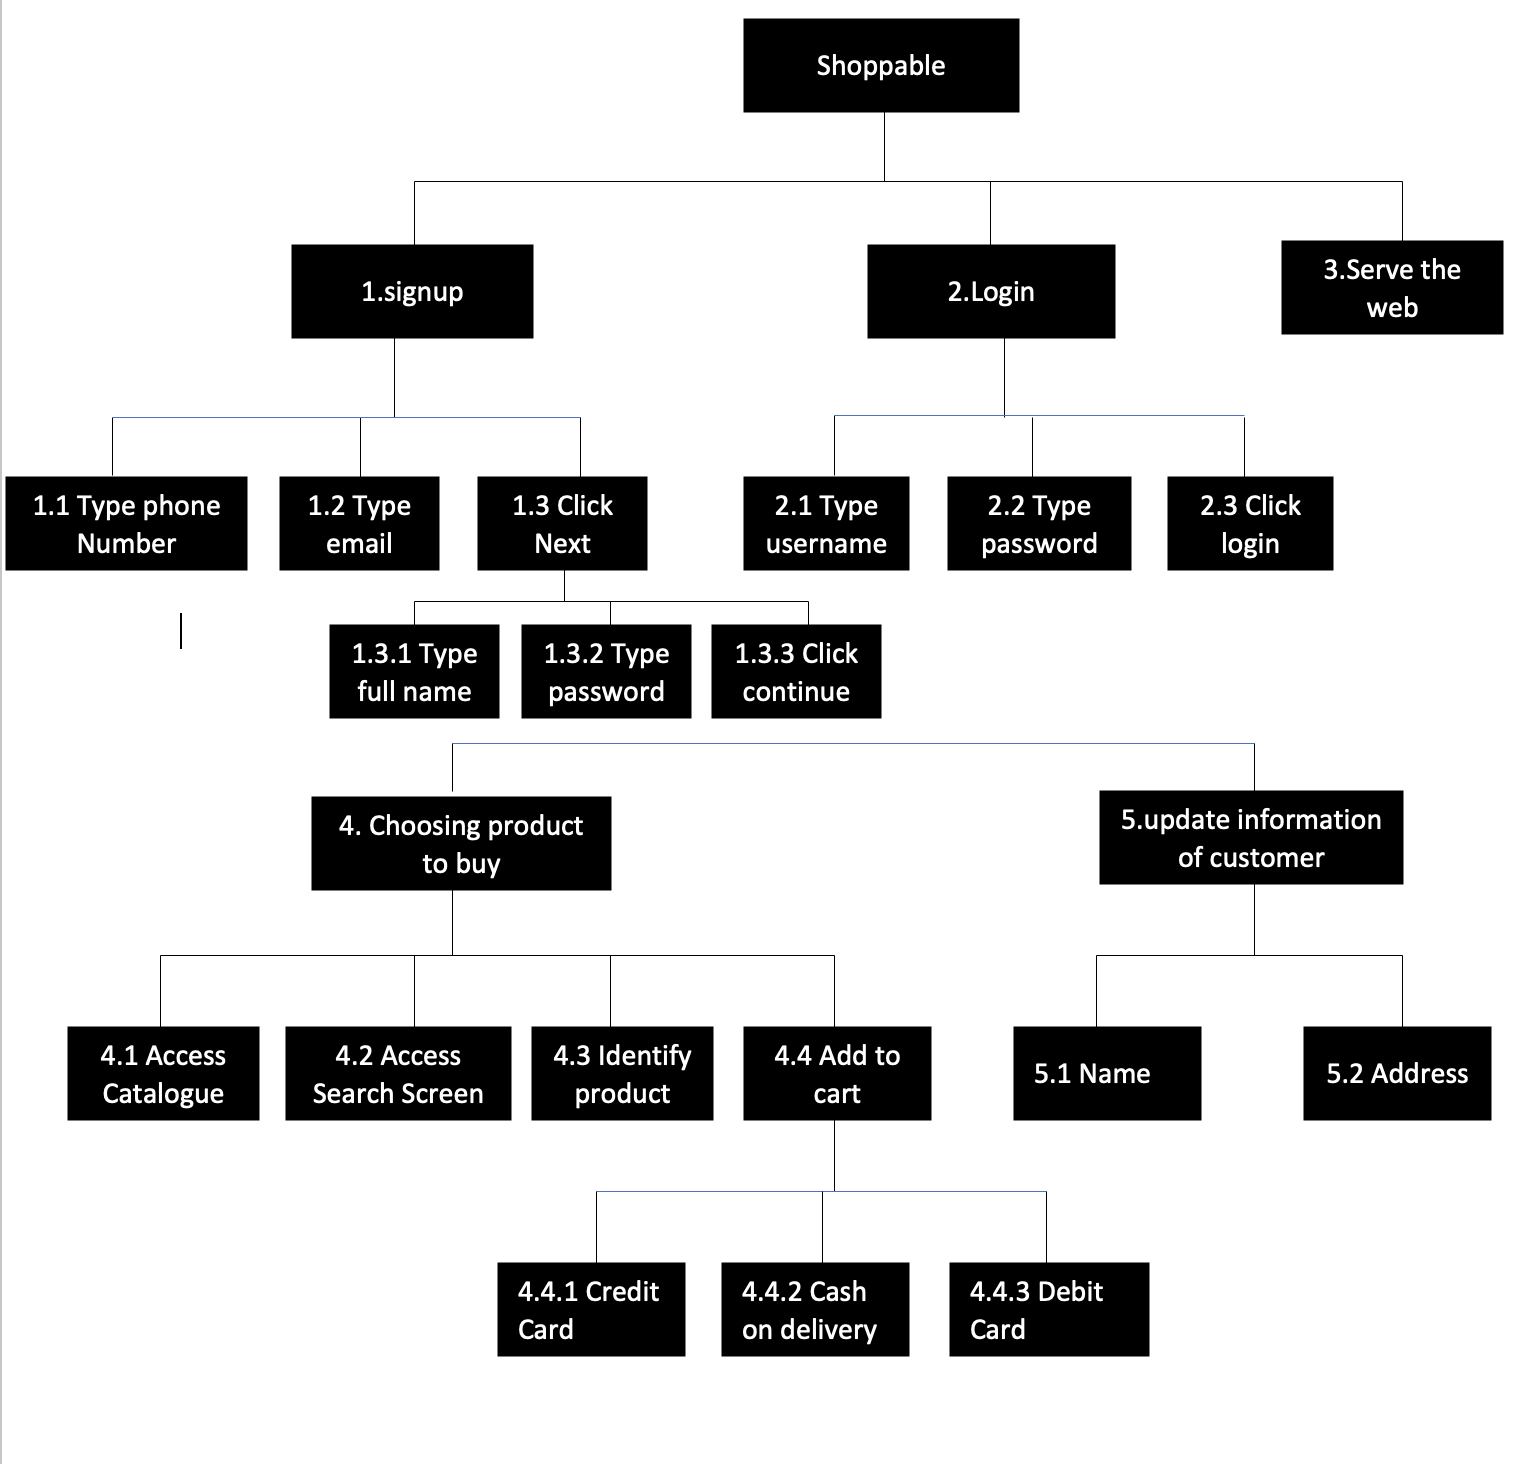 Shoppable
1.signup
2.Login
3.Serve the
web
1.1 Type phone
Number
1.2 Type
email
1.3 Click
Next
2.1 Type
username
2.2 Type
password
2.3 Click
login
1.3.1 Type
full name
1.3.2 Type
password
1.3.3 Click
continue
4. Choosing product
to buy
5.update information
of customer
4.1 Access
Catalogue
4.2 Access
Search Screen
4.3 Identify
product
4.4 Add to
cart
5.1 Name
5.2 Address
4.4.1 Credit
Card
4.4.2 Cash
on delivery
4.4.3 Debit
Card